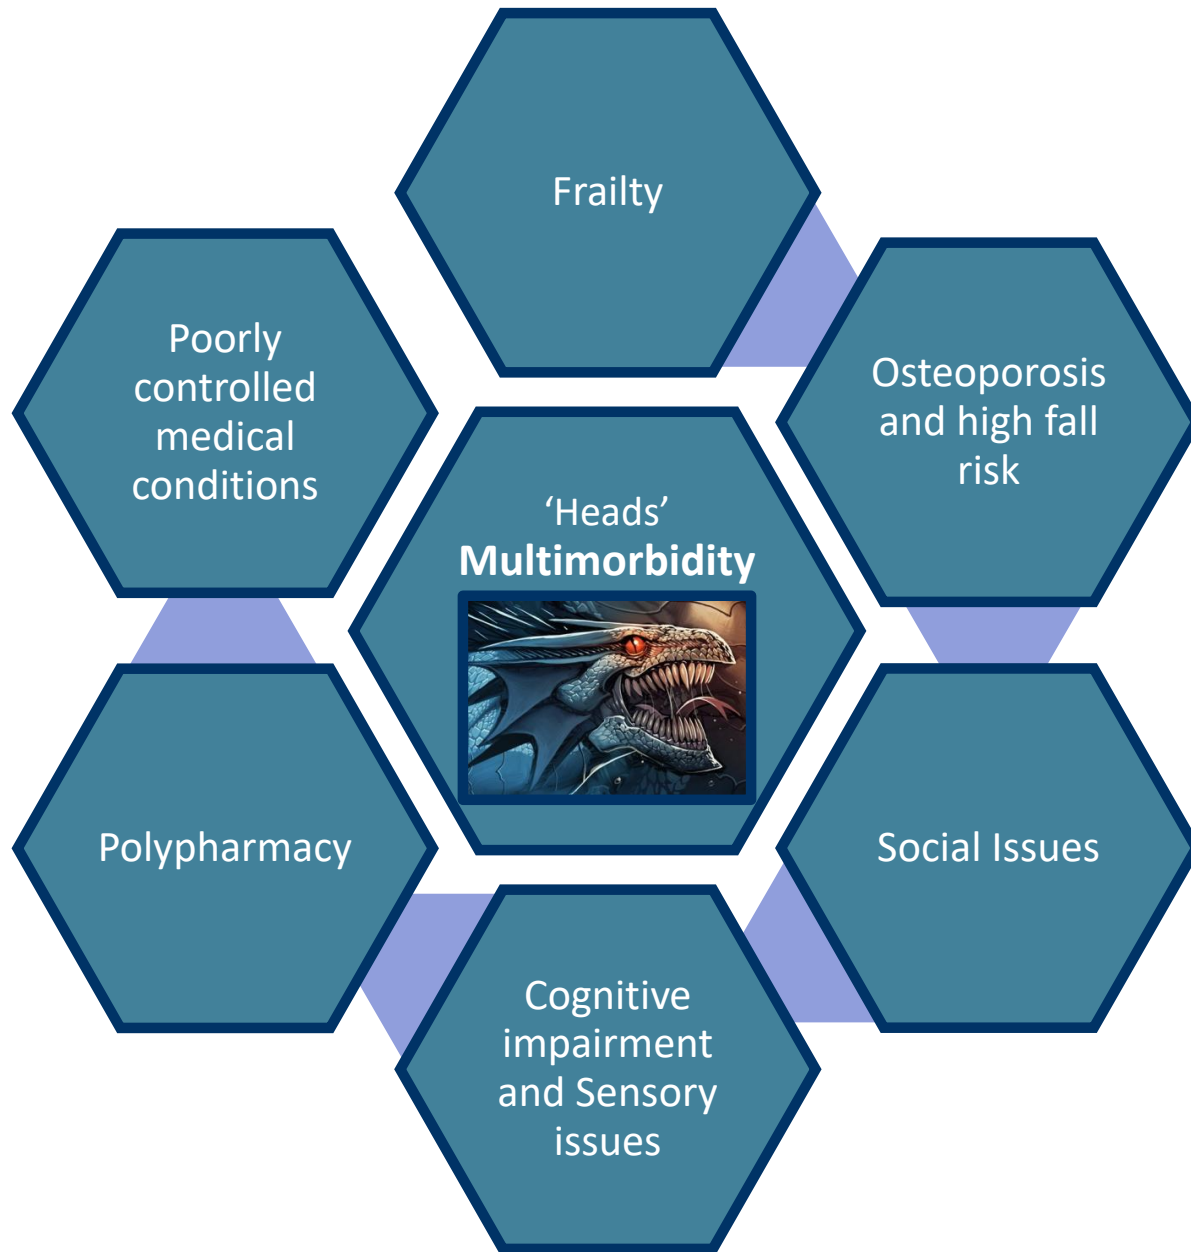 Frailty
Poorly
controlled
medical
conditions
Osteoporosis
and high fall
risk
‘Heads’
Multimorbidity
Polypharmacy
Social Issues
Cognitive
impairment
and Sensory
issues